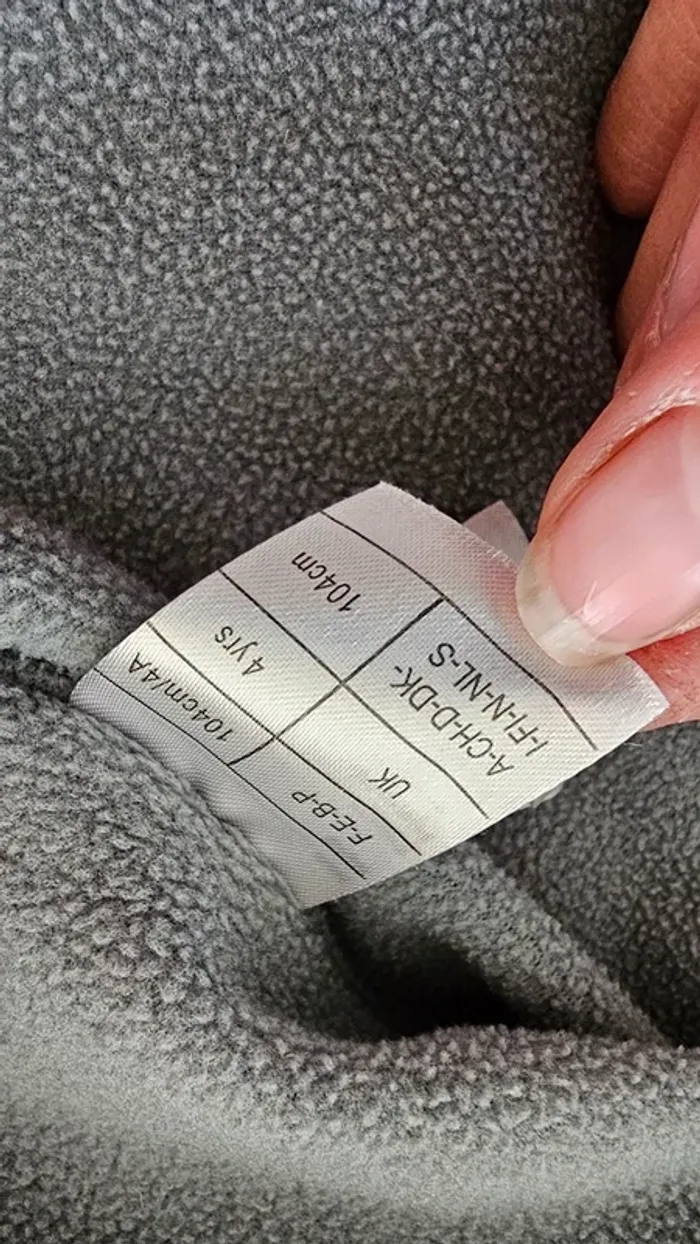 F-E-B-P 104cm/4A
UK 4 yrs
A-CH-D-DK- 104cm
I-FI-N-NL-S